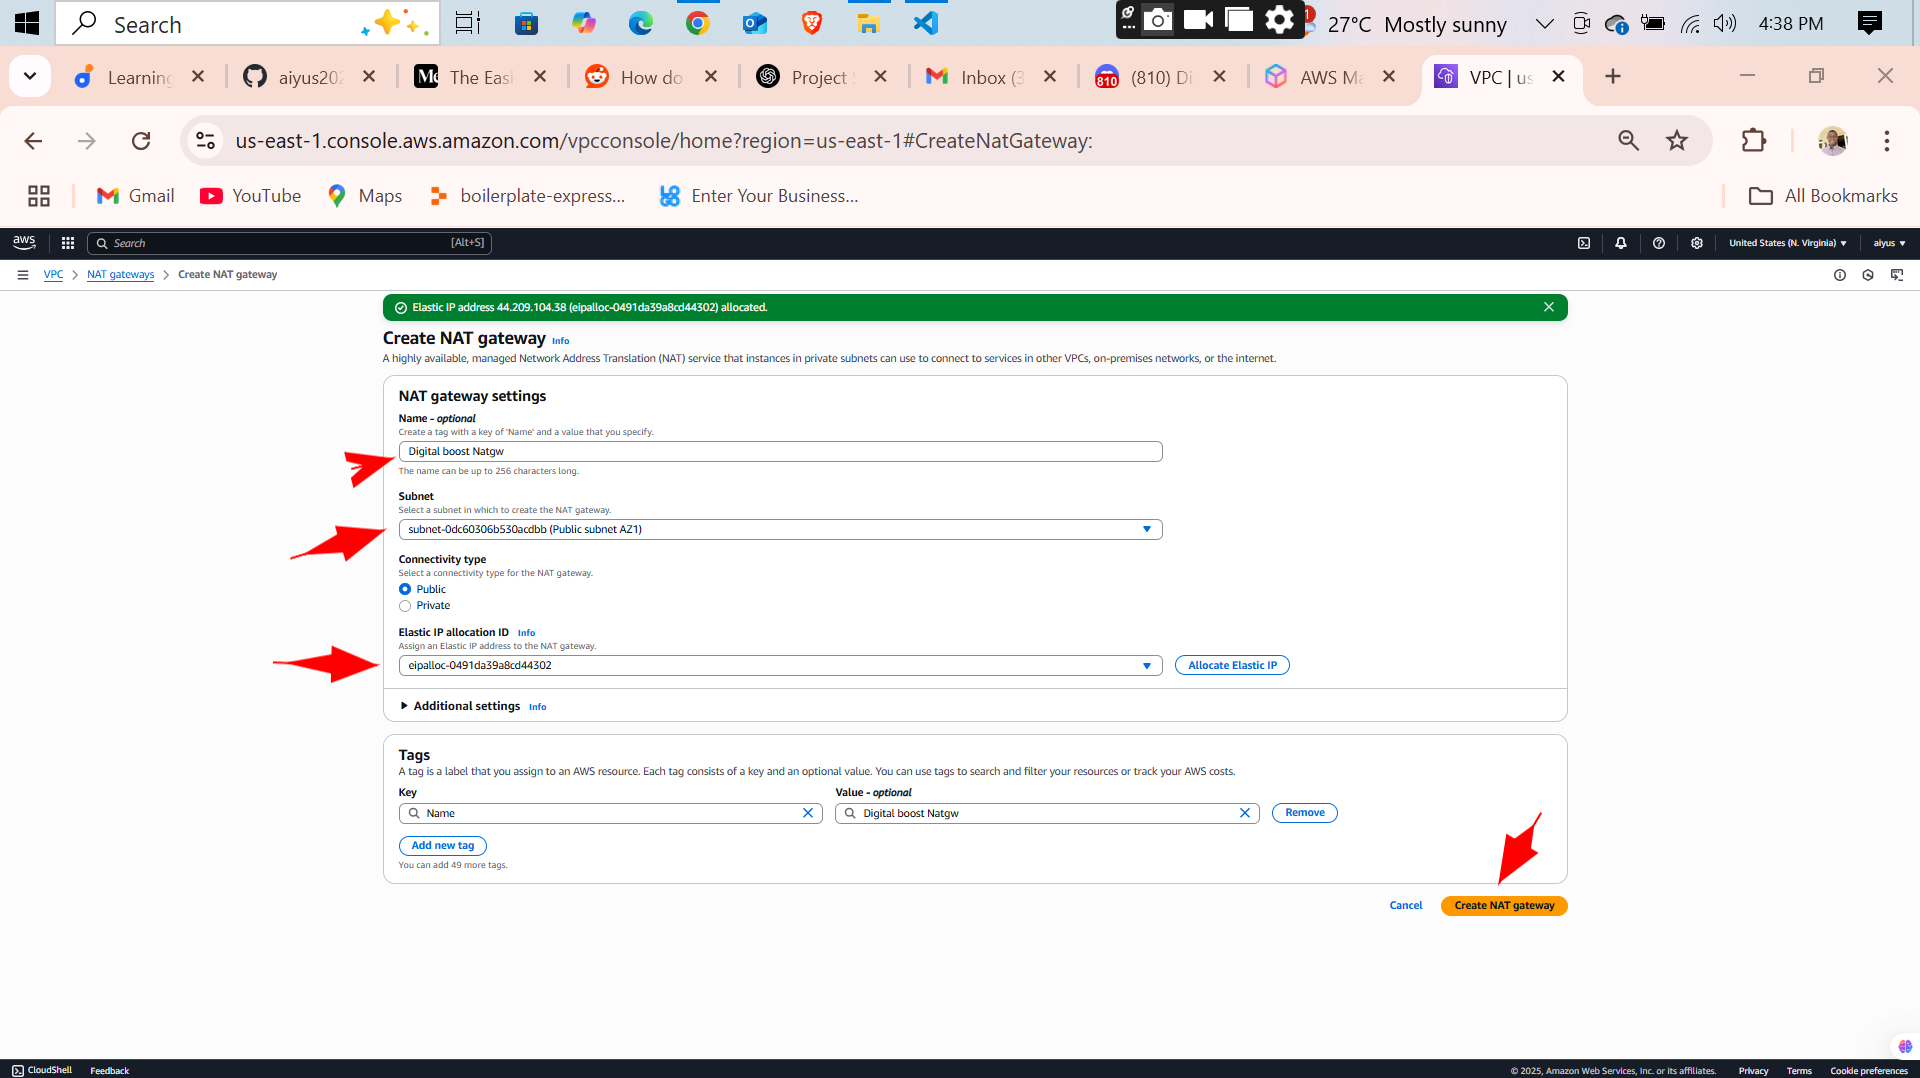 Search
27°C Mostly sunny
4:38 PM
Learning
aiyus202
The Easi
How do
Project S
Inbox (3
(810) Di
AWS Ma
VPC | us
us-east-1.console.aws.amazon.com/vpcconsole/home?region=us-east-1#CreateNatGateway:
Gmail
YouTube
Maps
boilerplate-express...
Enter Your Business...
All Bookmarks
aws
Search
[Alt+S]
United States (N. Virginia)
aiyus
VPC
NAT gateways
Create NAT gateway
Elastic IP address 44.209.104.38 (eipalloc-0491da39a8cd44302) allocated.
Create NAT gateway Info
A highly available, managed Network Address Translation (NAT) service that instances in private subnets can use to connect to services in other VPCs, on-premises networks, or the internet.
NAT gateway settings
Name - optional
Create a tag with a key of 'Name' and a value that you specify.
Digital boost Natgw
The name can be up to 256 characters long.
Subnet
Select a subnet in which to create the NAT gateway.
subnet-0dc60306b530acdbb (Public subnet AZ1)
Connectivity type
Select a connectivity type for the NAT gateway.
Public
Private
Elastic IP allocation ID Info
Assign an Elastic IP address to the NAT gateway.
eipalloc-0491da39a8cd44302
Allocate Elastic IP
Additional settings Info
Tags
A tag is a label that you assign to an AWS resource. Each tag consists of a key and an optional value. You can use tags to search and filter your resources or track your AWS costs.
Key
Value - optional
Name
Digital boost Natgw
Remove
Add new tag
You can add 49 more tags.
Cancel
Create NAT gateway
CloudShell
Feedback
© 2025, Amazon Web Services, Inc. or its affiliates.
Privacy
Terms
Cookie preferences